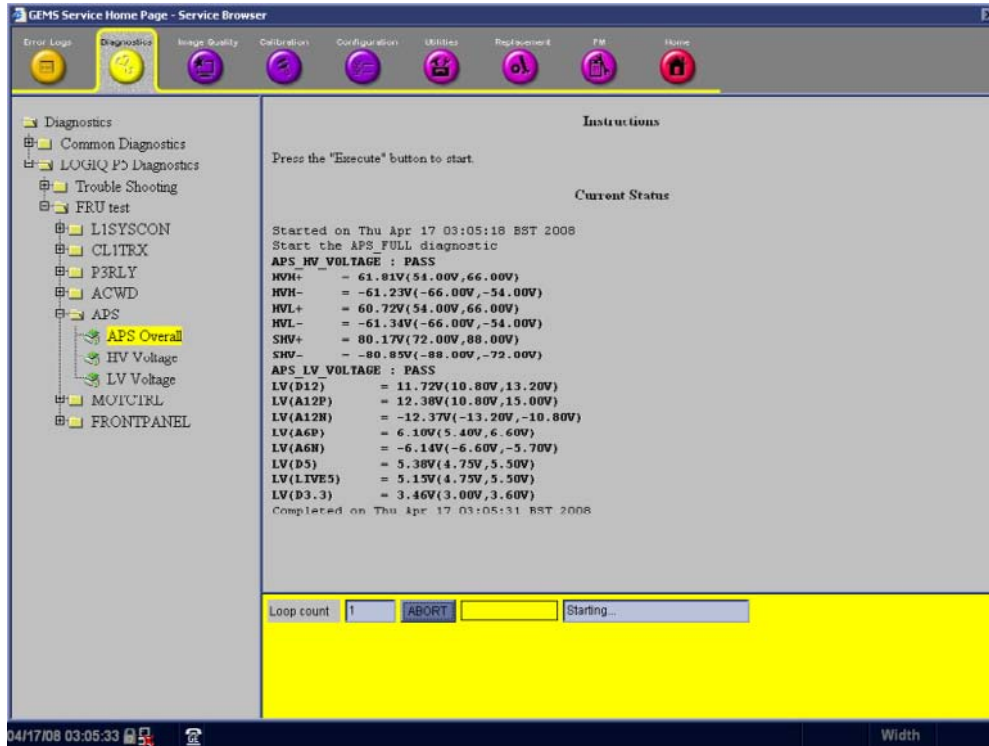 GEMS Service Home Page - Service Browser
Error Logs Diagnostics Image Quality Calibration Configuration Utilities Replacement PM Home
Diagnostics
Common Diagnostics
LOGIQ P5 Diagnostics
Trouble Shooting
FRU test
L1SYSCON
CL1TRX
P3RLY
ACWD
APS
APS Overall
HV Voltage
LV Voltage
MOTCTRL
FRONTPANEL
Instructions
Press the "Execute" button to start.
Current Status
Started on Thu Apr 17 03:05:18 BST 2008
Start the APS_FULL diagnostic
APS_HV_VOLTAGE : PASS
HVH+ = 61.81V(54.00V,66.00V)
HVH- = -61.23V(-66.00V,-54.00V)
HVL+ = 60.72V(54.00V,66.00V)
HVL- = -61.34V(-66.00V,-54.00V)
SHV+ = 80.17V(72.00V,88.00V)
SHV- = -80.85V(-88.00V,-72.00V)
APS_LV_VOLTAGE : PASS
LV(D12) = 11.72V(10.80V,13.20V)
LV(A12P) = 12.38V(10.80V,15.00V)
LV(A12N) = -12.37V(-13.20V,-10.80V)
LV(A6P) = 6.10V(5.40V,6.60V)
LV(A6N) = -6.14V(-6.60V,-5.70V)
LV(D5) = 5.38V(4.75V,5.50V)
LV(LIVE5) = 5.15V(4.75V,5.50V)
LV(D3.3) = 3.46V(3.00V,3.60V)
Completed on Thu Apr 17 03:05:31 BST 2008
Loop count 1 ABORT Starting...
04/17/08 03:05:33 Width